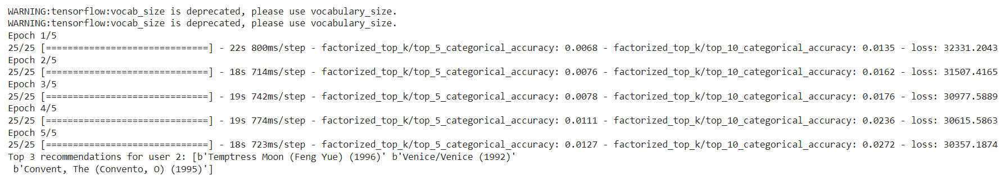 WARNING:tensorflow:vocab_size is deprecated, please use vocabulary_size.
WARNING:tensorflow:vocab_size is deprecated, please use vocabulary_size.
Epoch 1/5
25/25 [==============================] - 22s 800ms/step - factorized_top_k/top_5_categorical_accuracy: 0.0068 - factorized_top_k/top_10_categorical_accuracy: 0.0135 - loss: 32331.2043
Epoch 2/5
25/25 [==============================] - 18s 714ms/step - factorized_top_k/top_5_categorical_accuracy: 0.0076 - factorized_top_k/top_10_categorical_accuracy: 0.0162 - loss: 31507.4165
Epoch 3/5
25/25 [==============================] - 19s 742ms/step - factorized_top_k/top_5_categorical_accuracy: 0.0078 - factorized_top_k/top_10_categorical_accuracy: 0.0176 - loss: 30977.5889
Epoch 4/5
25/25 [==============================] - 19s 774ms/step - factorized_top_k/top_5_categorical_accuracy: 0.0111 - factorized_top_k/top_10_categorical_accuracy: 0.0236 - loss: 30615.5863
Epoch 5/5
25/25 [==============================] - 18s 723ms/step - factorized_top_k/top_5_categorical_accuracy: 0.0127 - factorized_top_k/top_10_categorical_accuracy: 0.0272 - loss: 30357.1874
Top 3 recommendations for user 2: [b'Temptress Moon (Feng Yue) (1996)' b'Venice/Venice (1992)'
 b'Convent, The (Convento, O) (1995)']